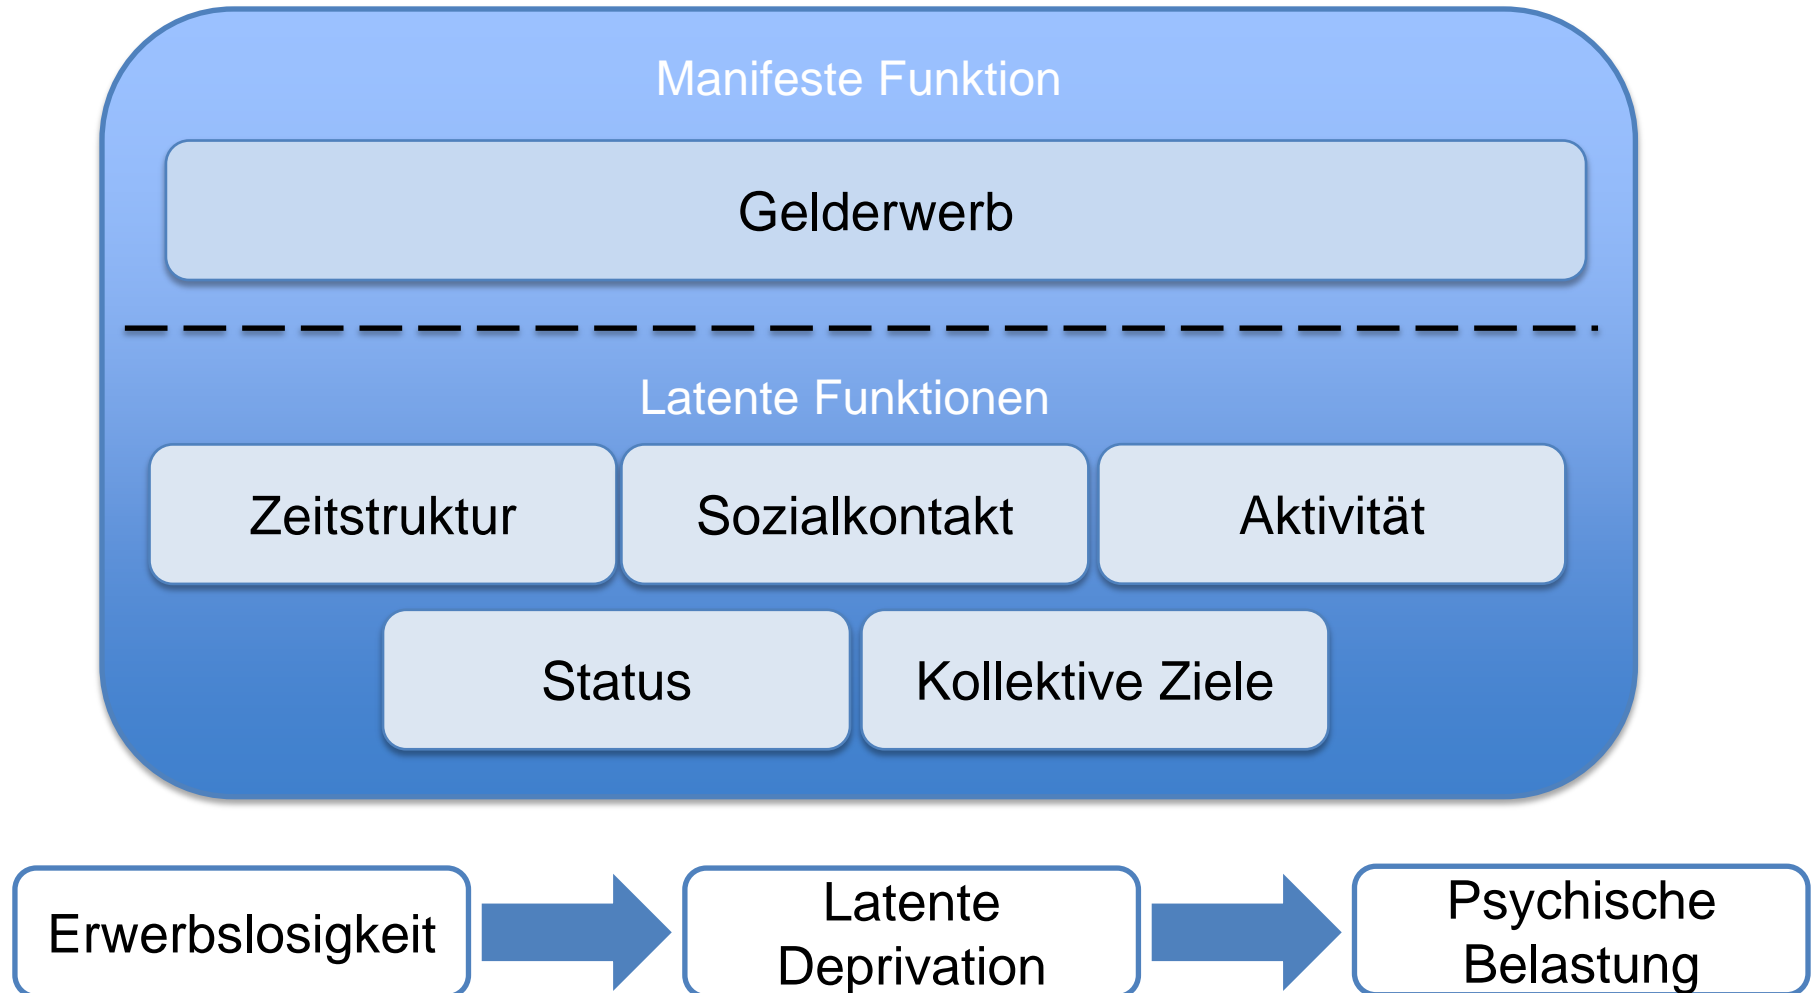 Manifeste Funktion
Gelderwerb
Latente Funktionen
Zeitstruktur
Sozialkontakt
Aktivität
Status
Kollektive Ziele
Erwerbslosigkeit
Latente
Deprivation
Psychische
Belastung